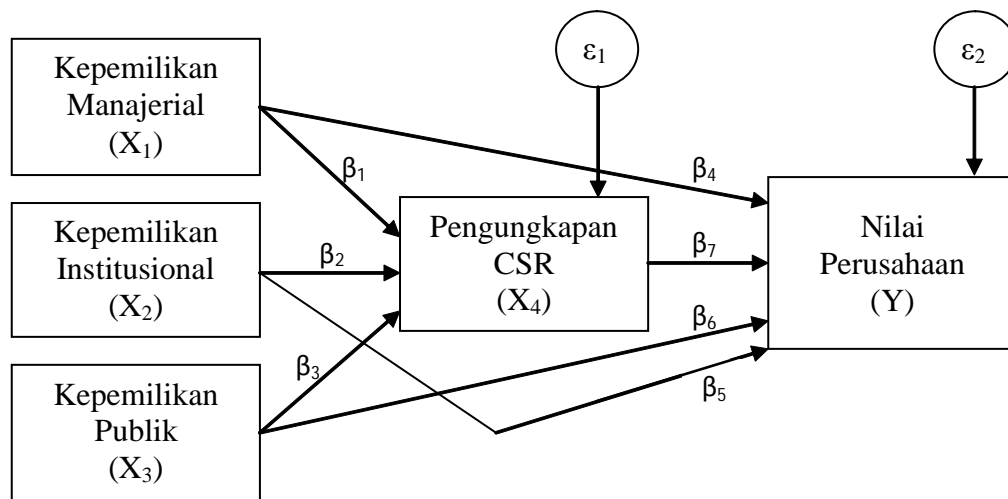 Kepemilikan
Manajerial
(X₁)
ε₁
ε₂
β₁
β₄
Kepemilikan
Institusional
(X₂)
β₂
Pengungkapan
CSR
(X₄)
β₇
Nilai
Perusahaan
(Y)
β₃
β₆
β₅
Kepemilikan
Publik
(X₃)